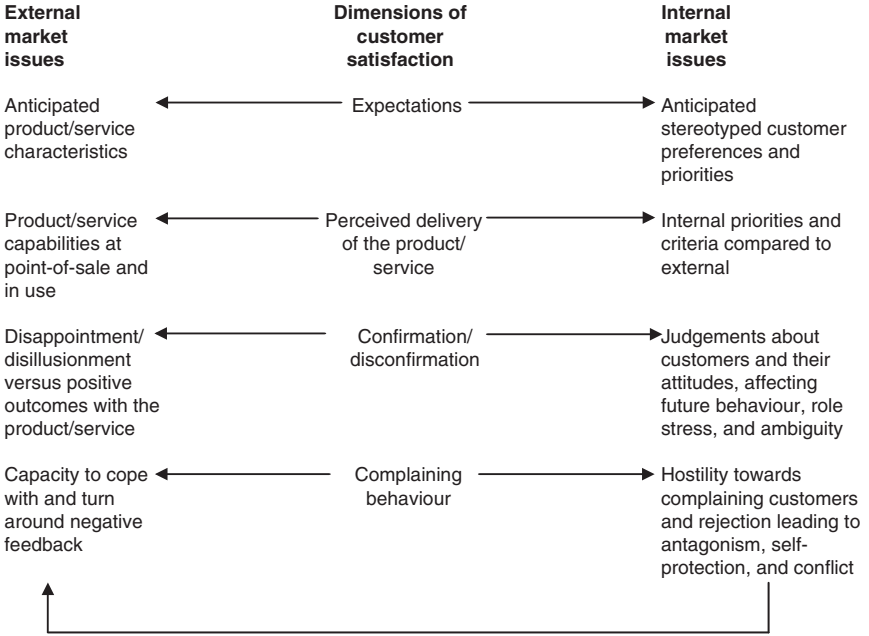 External
market
issues
Dimensions of
customer
satisfaction
Internal
market
issues
Anticipated
product/service
characteristics
Expectations
Anticipated
stereotyped customer
preferences and
priorities
Product/service
capabilities at
point-of-sale and
in use
Perceived delivery
of the product/
service
Internal priorities and
criteria compared to
external
Disappointment/
disillusionment
versus positive
outcomes with the
product/service
Confirmation/
disconfirmation
Judgements about
customers and their
attitudes, affecting
future behaviour, role
stress, and ambiguity
Capacity to cope
with and turn
around negative
feedback
Complaining
behaviour
Hostility towards
complaining customers
and rejection leading to
antagonism, self-
protection, and conflict